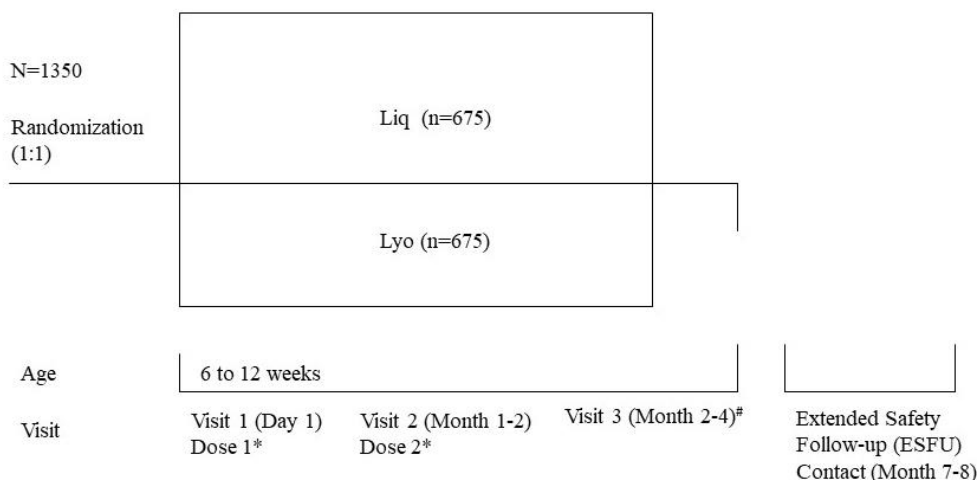 N=1350
Randomization
(1:1)
Liq (n=675)
Lyo (n=675)
Age
6 to 12 weeks
Visit
Visit 1 (Day 1)
Dose 1*
Visit 2 (Month 1-2)
Dose 2*
Visit 3 (Month 2-4)#
Extended Safety
Follow-up (ESFU)
Contact (Month 7-8)